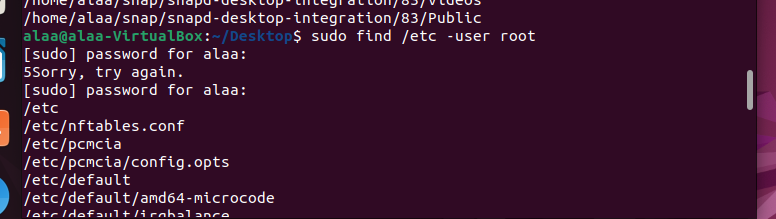 /home/alaa/snap/snapd-desktop-integration/83/Videos
/home/alaa/snap/snapd-desktop-integration/83/Public
alaa@alaa-VirtualBox:~/Desktop$ sudo find /etc -user root
[sudo] password for alaa:
5Sorry, try again.
[sudo] password for alaa:
/etc
/etc/nftables.conf
/etc/pcmcia
/etc/pcmcia/config.opts
/etc/default
/etc/default/amd64-microcode
/etc/default/irqbalance